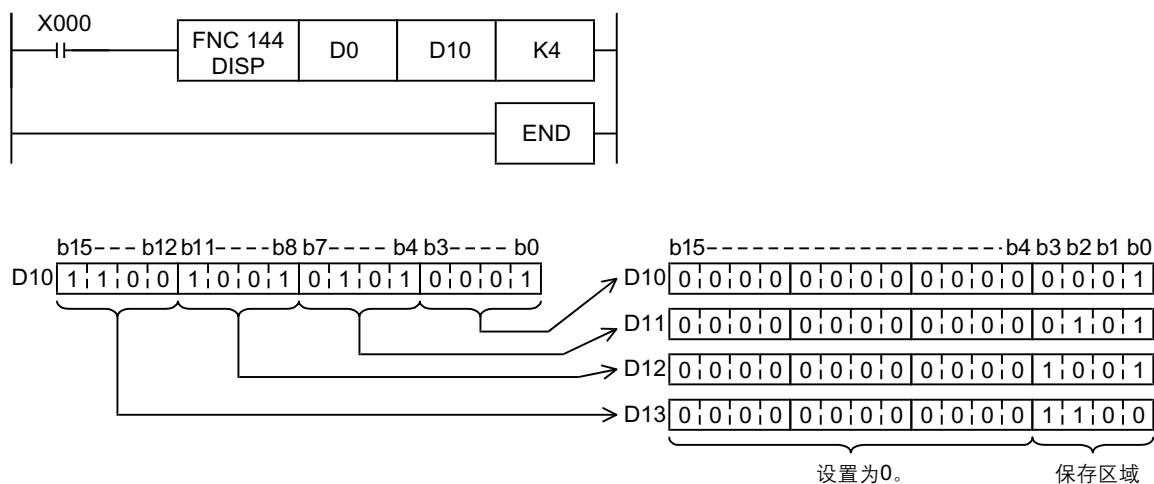 X000
FNC 144
DISP
D0
D10
K4
END
b15--- b12 b11----b8 b7----- b4 b3---- b0
D10 1 1 0 0 1 0 0 1 0 1 0 1 0 0 0 1
b15--------------------b4 b3 b2 b1 b0
D10 0 0 0 0 0 0 0 0 0 0 0 0 0 0 0 1
D11 0 0 0 0 0 0 0 0 0 0 0 0 0 1 0 1
D12 0 0 0 0 0 0 0 0 0 0 0 0 1 0 0 1
D13 0 0 0 0 0 0 0 0 0 0 0 0 1 1 0 0
设置为0。
保存区域